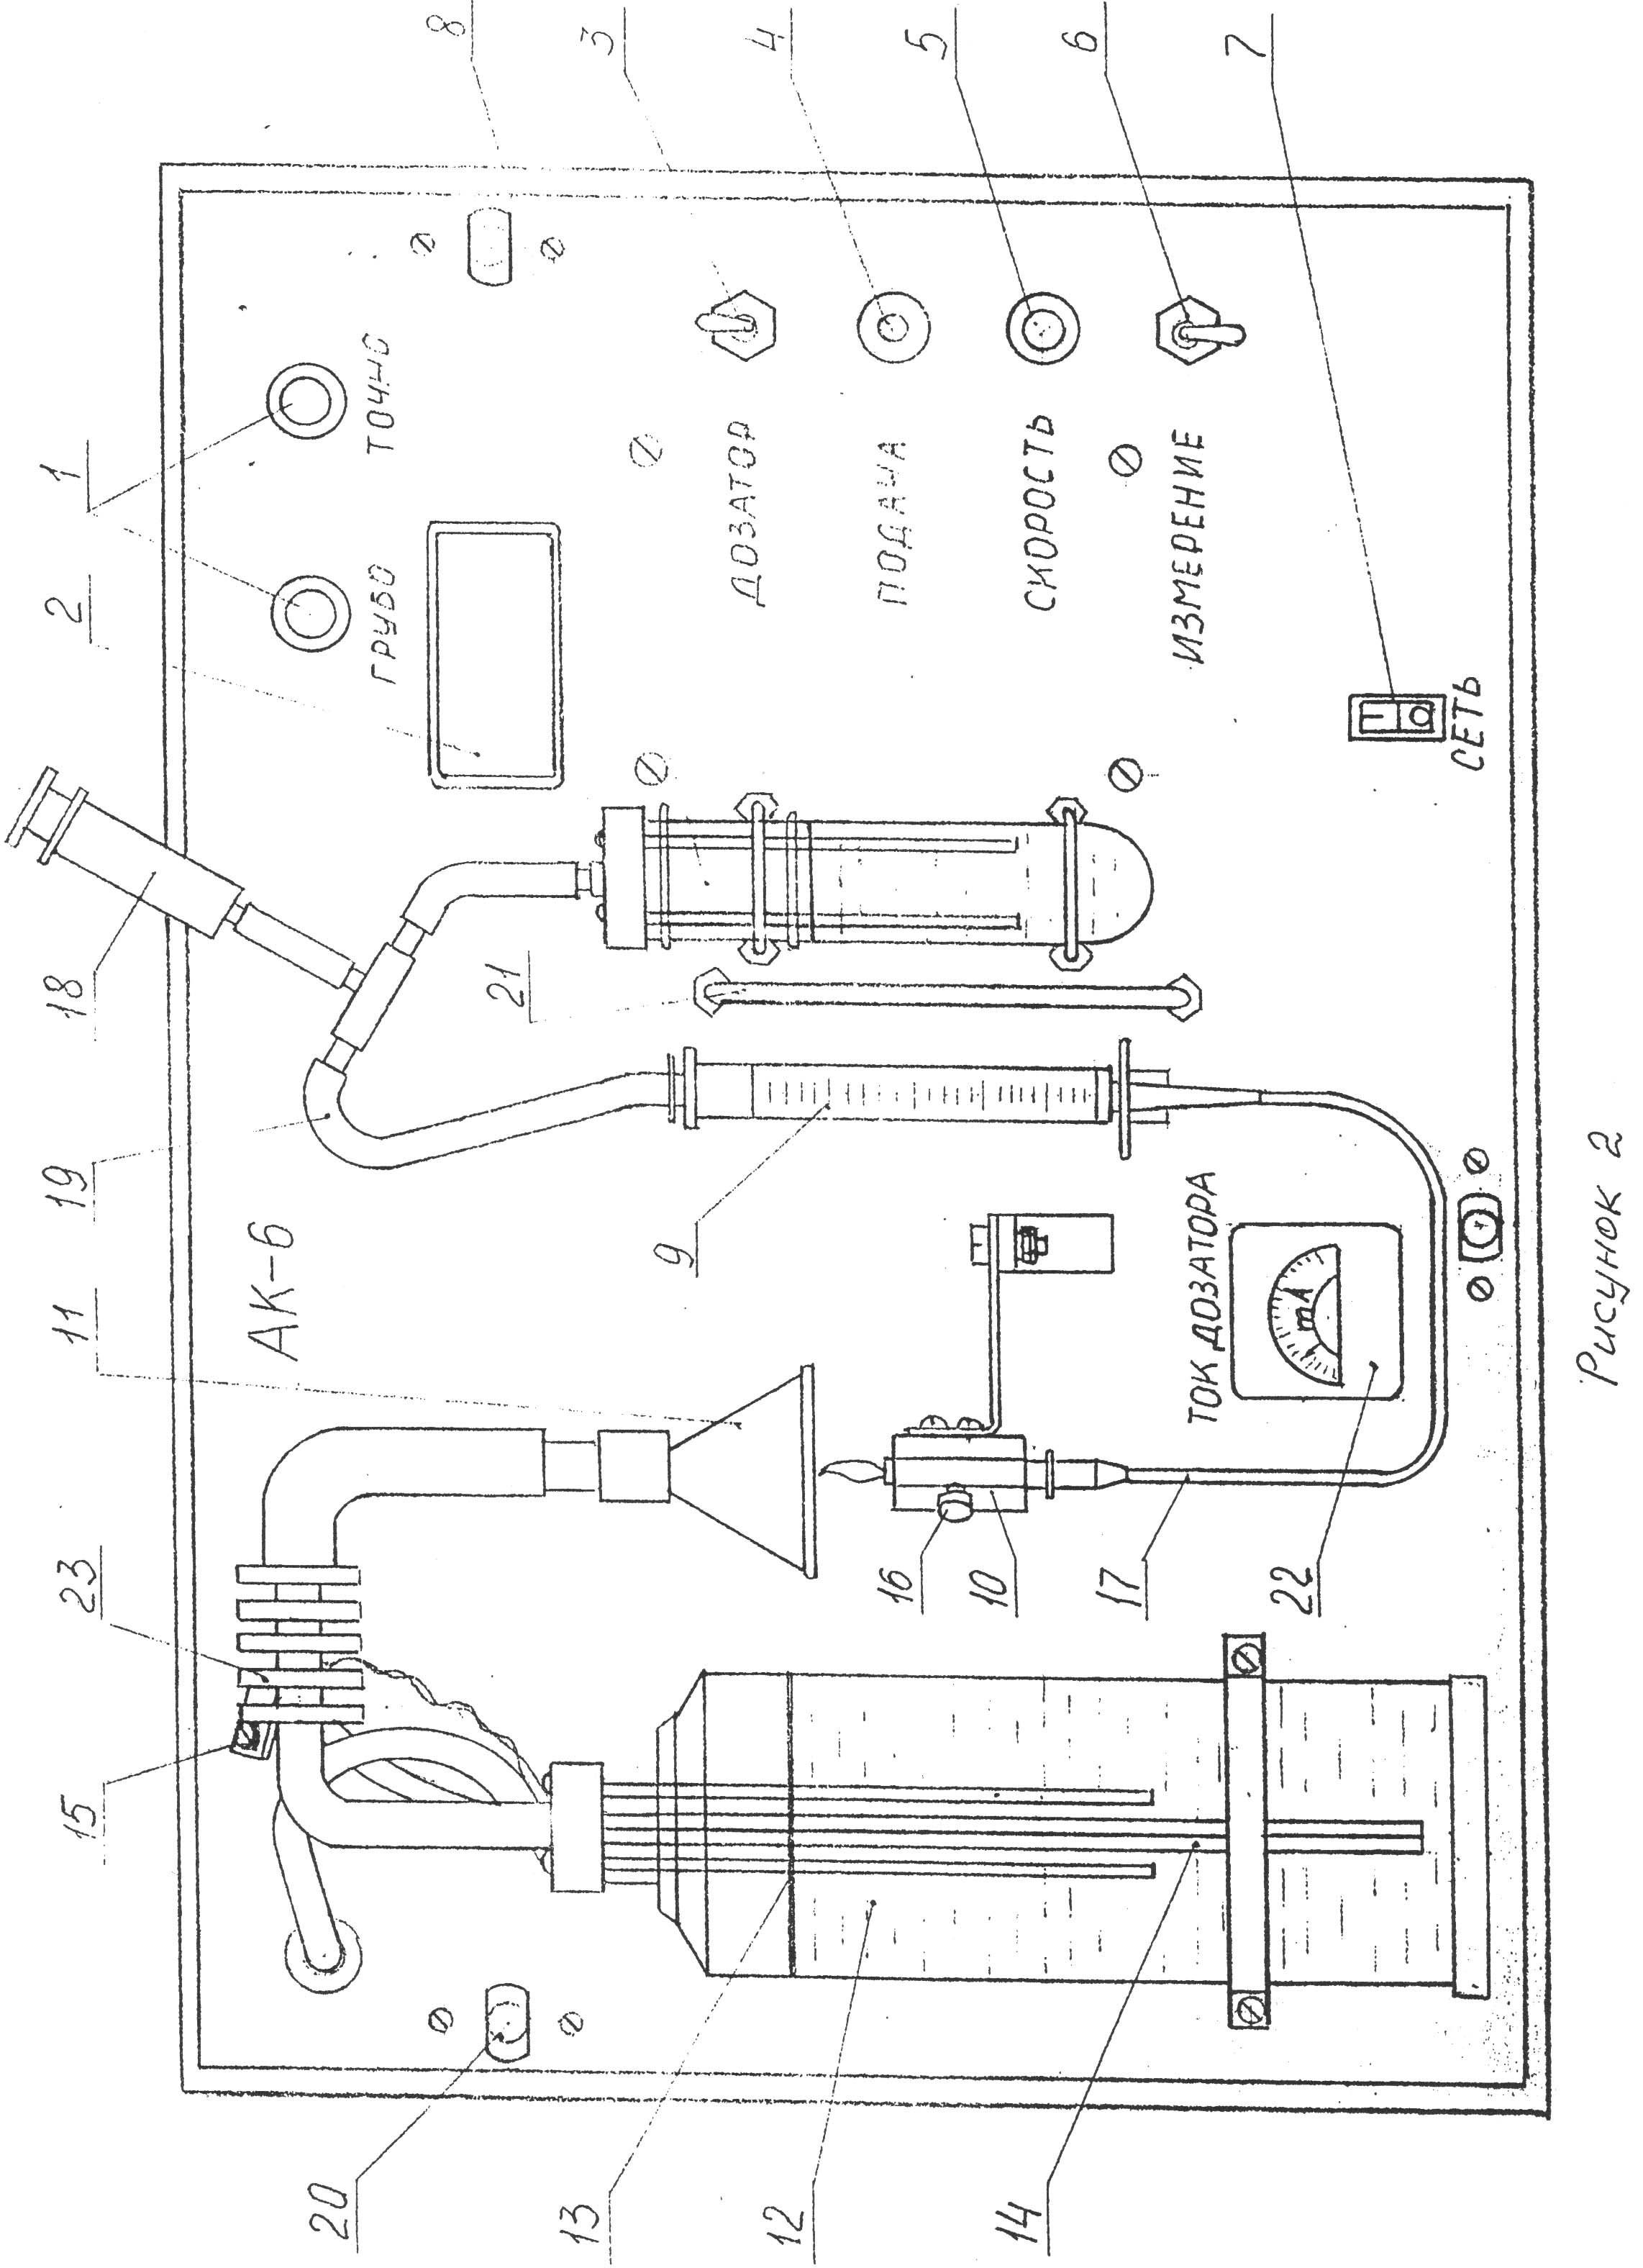 15
23
11
19
18
2
1
АК-6
20
ГРУБО
ТОЧНО
8
21
13
3
9
ДОЗАТОР
4
12
16
ПОДАЧА
5
10
14
СКОРОСТЬ
6
17
ИЗМЕРЕНИЕ
ТОК ДОЗАТОРА
7
22
mA
СЕТЬ
Рисунок 2